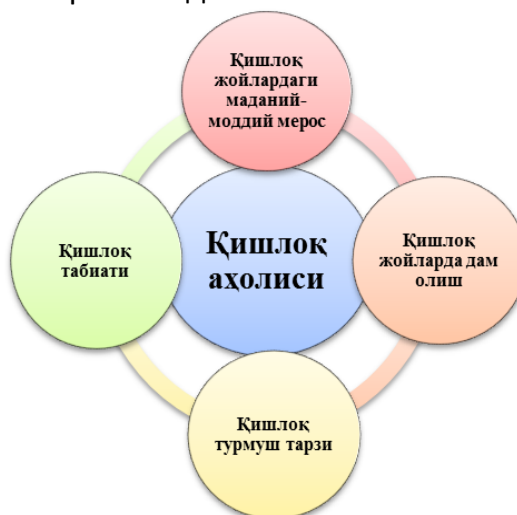 Қишлоқ
жойлардаги
маданий-
моддий мерос
Қишлоқ
табиати
Қишлоқ
аҳолиси
Қишлоқ
жойларда дам
олиш
Қишлоқ
турмуш тарзи